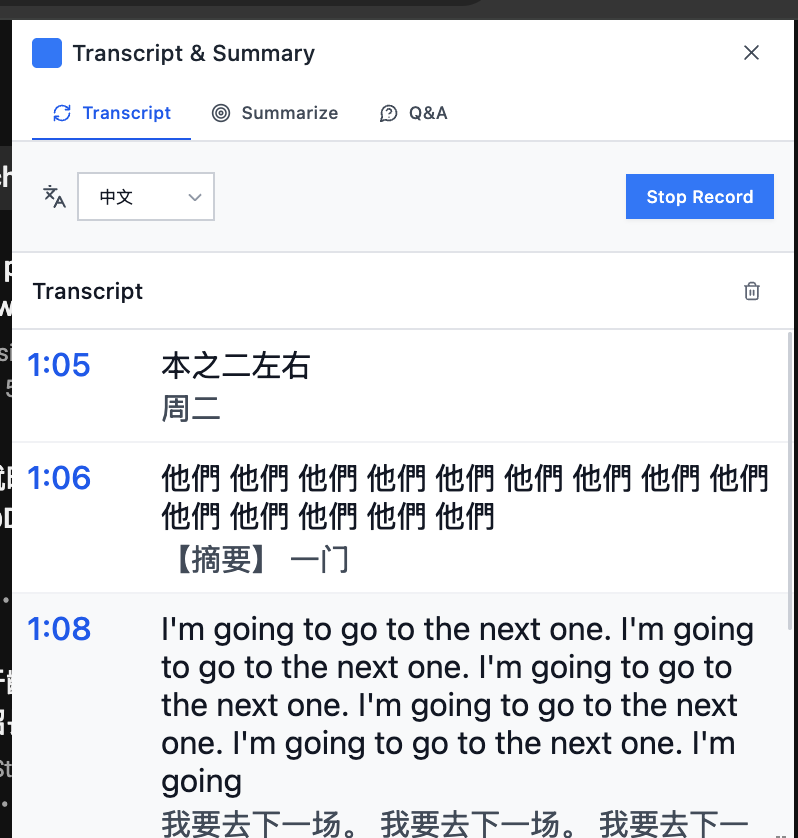 Transcript & Summary
Transcript
Summarize
Q&A
中文
Stop Record
Transcript
1:05
本之二左右
周二
1:06
他們 他們 他們 他們 他們 他們 他們 他們 他們
他們 他們 他們 他們 他們
【摘要】 一门
1:08
I'm going to go to the next one. I'm going
to go to the next one. I'm going to go to
the next one. I'm going to go to the next
one. I'm going to go to the next one. I'm
going
我要去下一场。 我要去下一场。 我要去下一